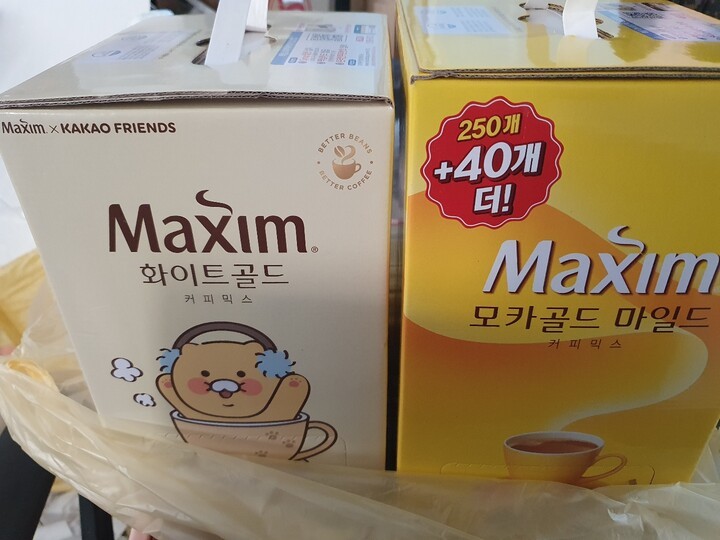 Maxim x KAKAO FRIENDS
BETTER BEANS
BETTER COFFEE
Maxim
화이트골드
커피믹스
250개
+40개
더!
Maxim
모카골드 마일드
커피믹스